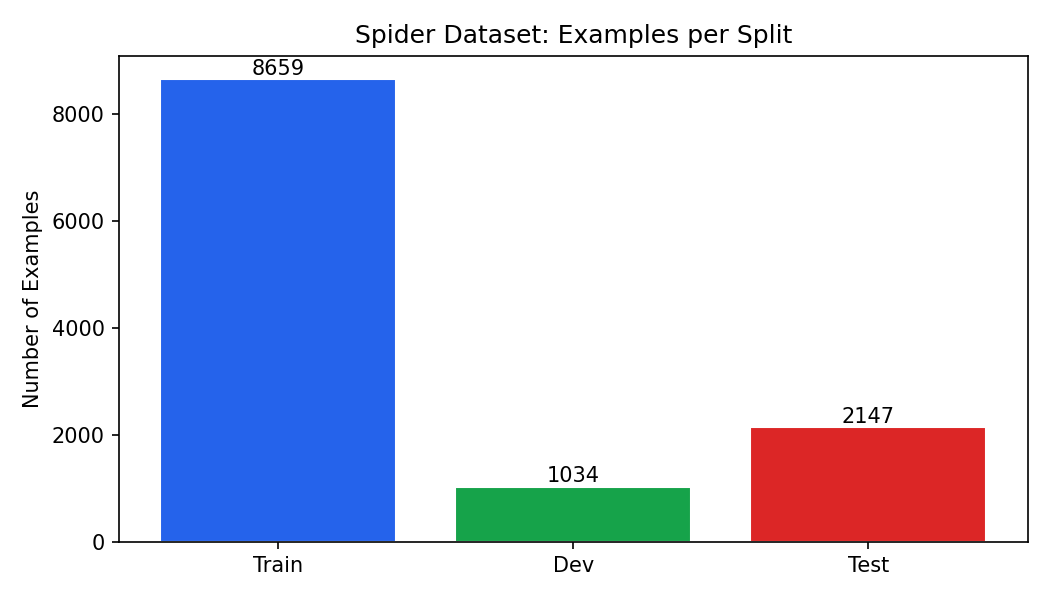 Spider Dataset: Examples per Split
Number of Examples
8000
6000
4000
2000
0
8659
1034
2147
Train
Dev
Test